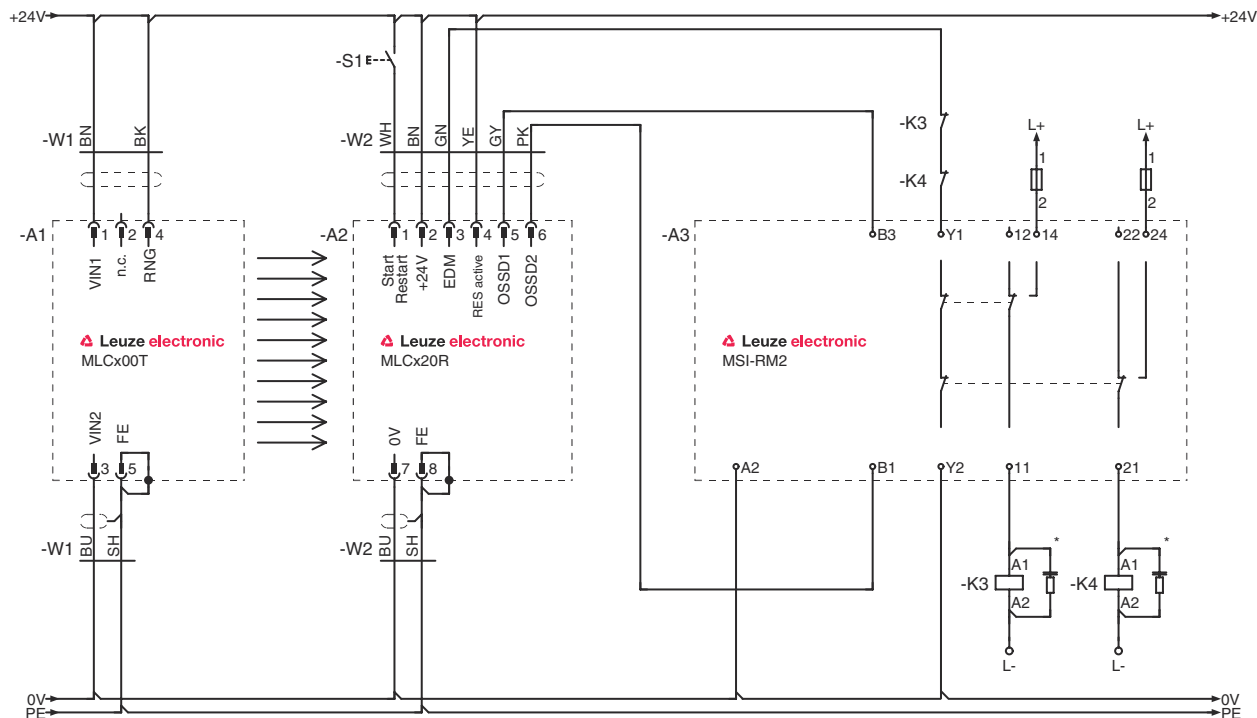 +24V +24V
-S1
-K3
L+ L+
-W1 BN BK -W2 WH BN GN YE GY PK
-K4 1 1
2 2
-A1 1 2 4 -A2 1 2 3 4 5 6 -A3 B3 Y1 12 14 22 24
VIN1 n.c. RNG Start Restart +24V EDM RES active OSSD1 OSSD2
Leuze electronic Leuze electronic Leuze electronic
MLCx00T MLCx20R MSI-RM2
VIN2 FE 0V FE
3 5 7 8 A2 B1 Y2 11 21
* *
-W1 BU SH -W2 BU SH
A1 A1
-K3 -K4
A2 A2
L- L-
0V 0V
PE PE